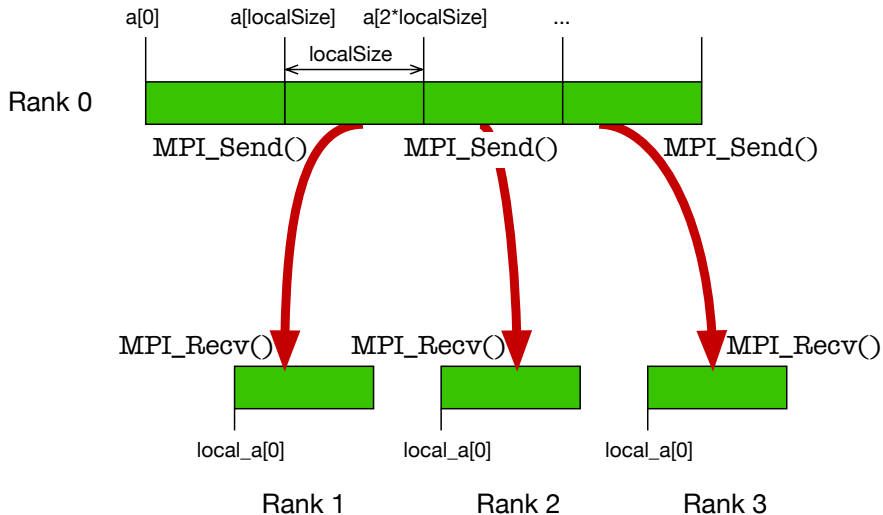 a[0] a[localSize] a[2*localSize] ...
localSize
Rank 0
MPI_Send() MPI_Send() MPI_Send()
MPI_Recv() MPI_Recv() MPI_Recv()
local_a[0] local_a[0] local_a[0]
Rank 1 Rank 2 Rank 3